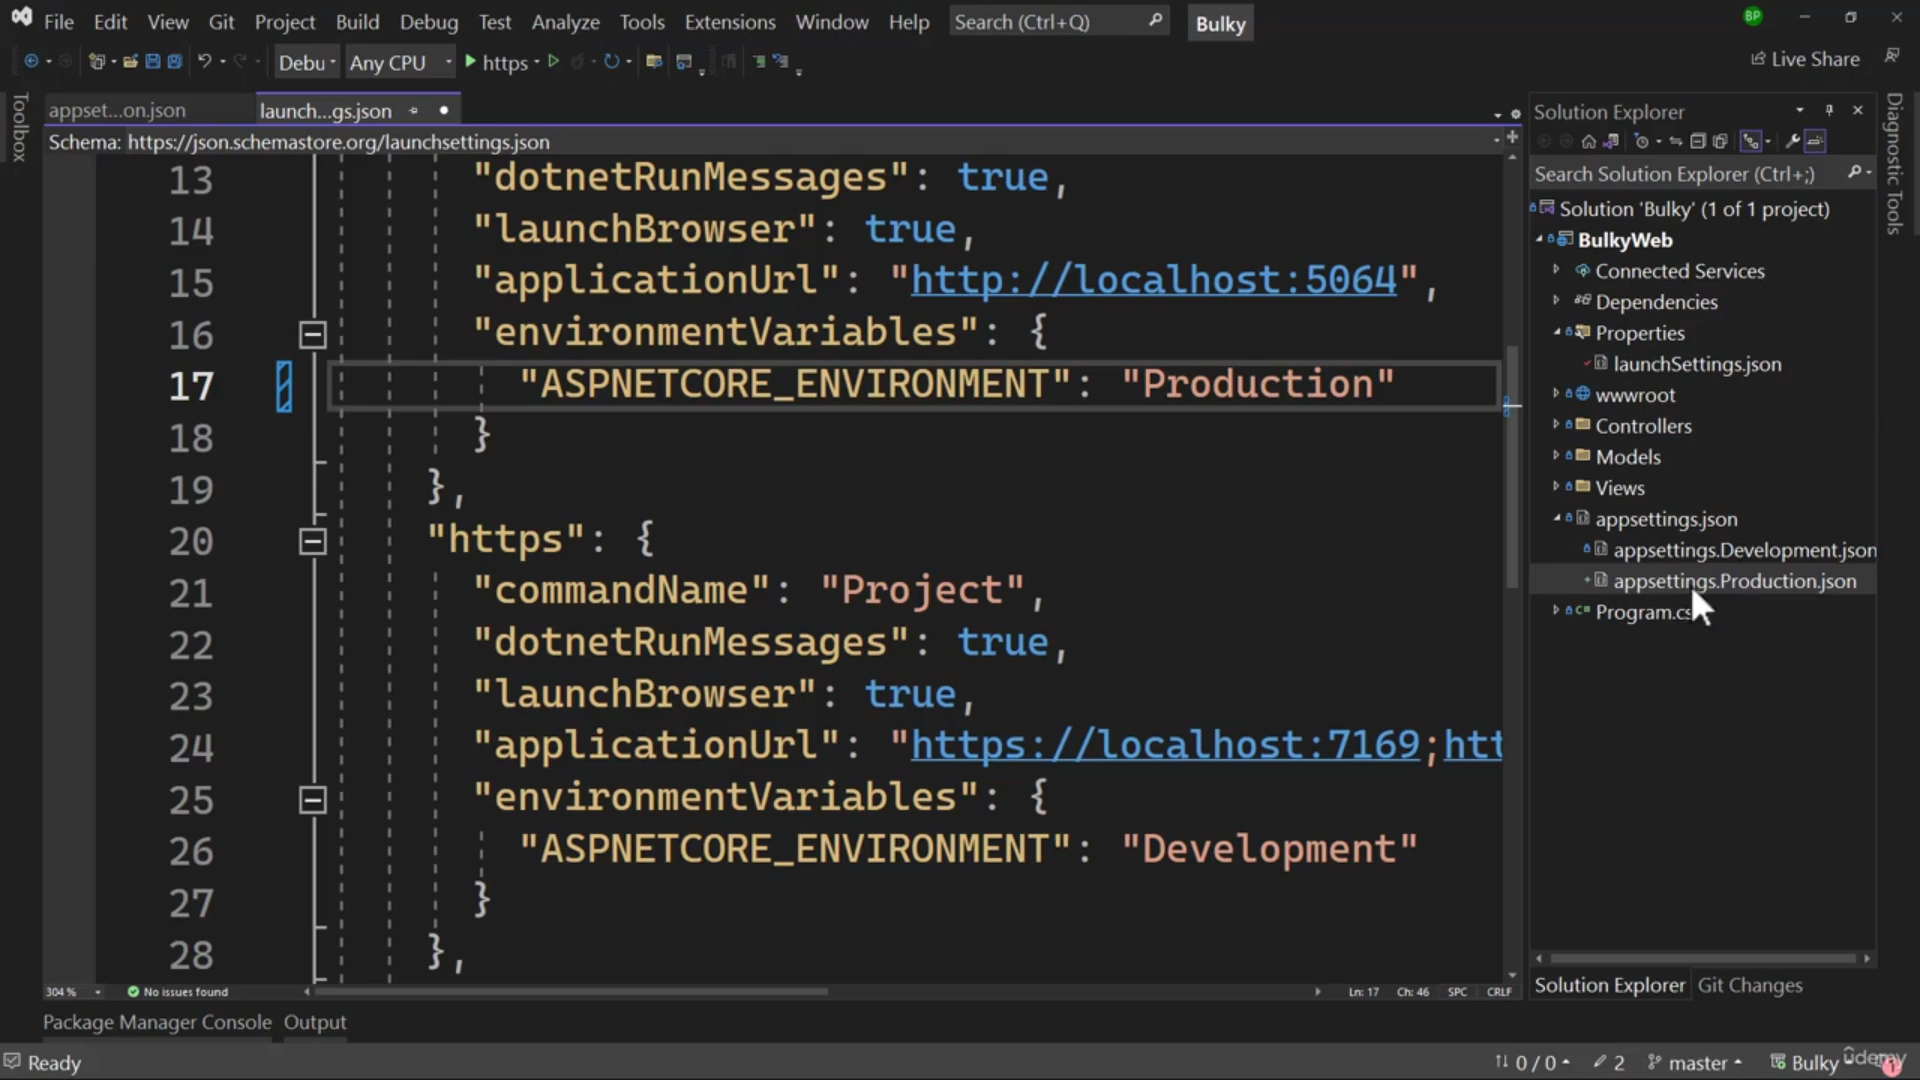 File Edit View Git Project Build Debug Test Analyze Tools Extensions Window Help Search (Ctrl+Q) Bulky BP
Debu Any CPU https Live Share
Toolbox
appset...on.json launch...gs.json
Schema: https://json.schemastore.org/launchsettings.json
13 "dotnetRunMessages": true,
14 "launchBrowser": true,
15 "applicationUrl": "http://localhost:5064",
16 "environmentVariables": {
17 "ASPNETCORE_ENVIRONMENT": "Production"
18 }
19 },
20 "https": {
21 "commandName": "Project",
22 "dotnetRunMessages": true,
23 "launchBrowser": true,
24 "applicationUrl": "https://localhost:7169;htt
25 "environmentVariables": {
26 "ASPNETCORE_ENVIRONMENT": "Development"
27 }
28 },
304 % No issues found Ln: 17 Ch: 46 SPC CRLF
Solution Explorer
Search Solution Explorer (Ctrl+;)
Solution 'Bulky' (1 of 1 project)
BulkyWeb
Connected Services
Dependencies
Properties
launchSettings.json
wwwroot
Controllers
Models
Views
appsettings.json
appsettings.Development.json
appsettings.Production.json
Program.cs
Solution Explorer Git Changes
Diagnostic Tools
Package Manager Console Output
Ready 0 / 0 2 master Bulky 1
ûdemy